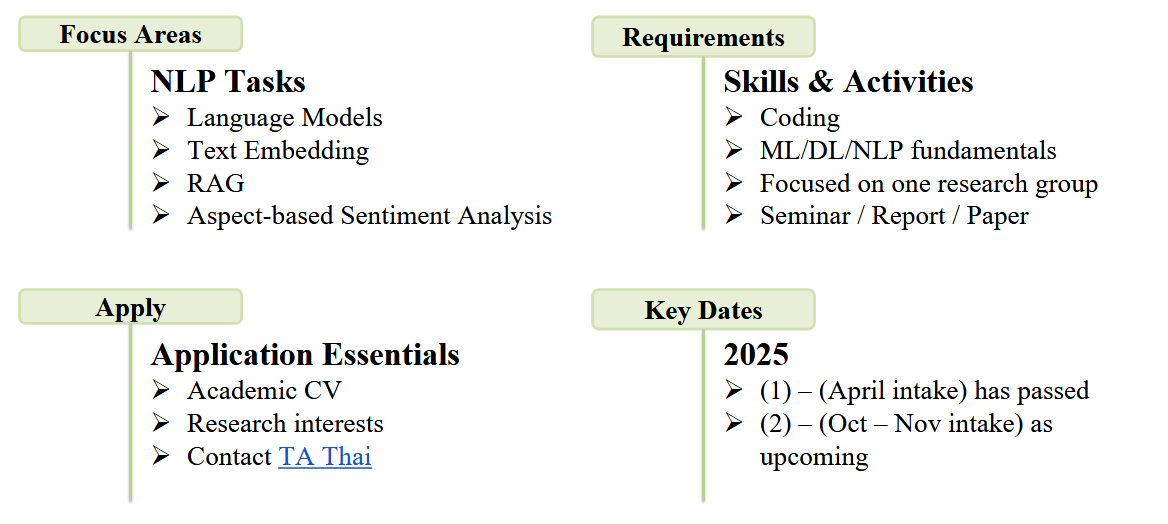 Focus Areas
NLP Tasks
➢ Language Models
➢ Text Embedding
➢ RAG
➢ Aspect-based Sentiment Analysis
Requirements
Skills & Activities
➢ Coding
➢ ML/DL/NLP fundamentals
➢ Focused on one research group
➢ Seminar / Report / Paper
Apply
Application Essentials
➢ Academic CV
➢ Research interests
➢ Contact TA Thai
Key Dates
2025
➢ (1) – (April intake) has passed
➢ (2) – (Oct – Nov intake) as
upcoming